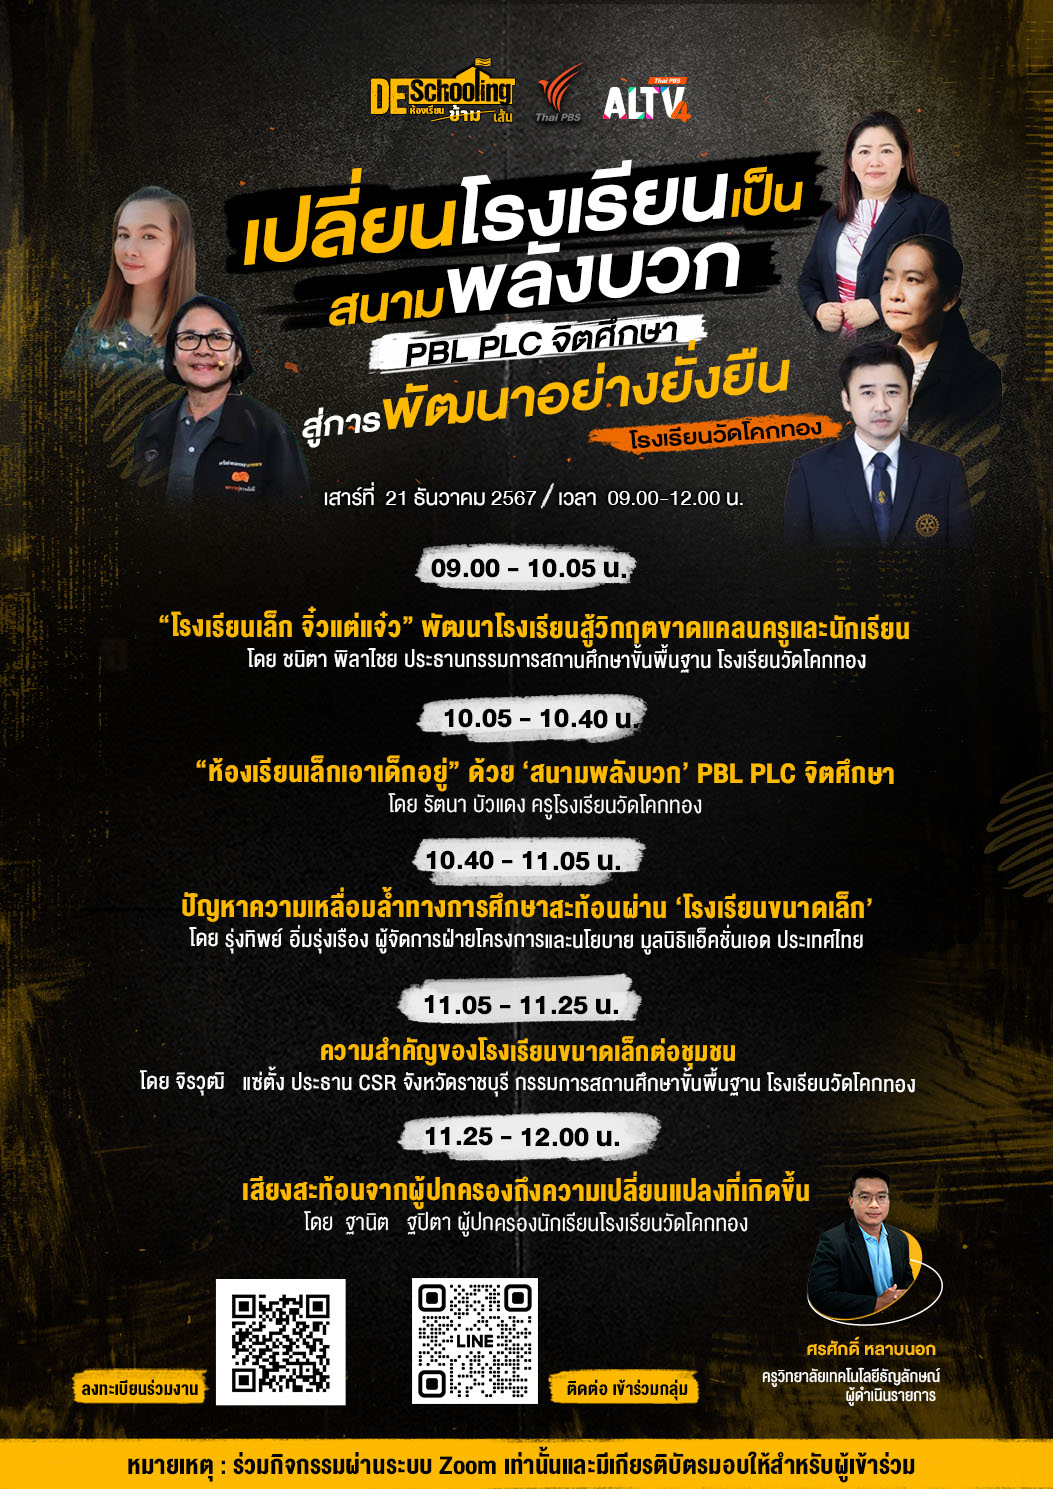 DESchooling
ห้องเรียน ข้าม เส้น
Thai PBS
Thai PBS
ALTV4
เปลี่ยนโรงเรียนเป็น
สนามพลังบวก
PBL PLC จิตศึกษา
สู่การพัฒนาอย่างยั่งยืน
โรงเรียนวัดโคกทอง
เสาร์ที่ 21 ธันวาคม 2567 / เวลา 09.00-12.00 น.
09.00 - 10.05 น.
“โรงเรียนเล็ก จิ๋วแต่แจ๋ว” พัฒนาโรงเรียนสู้วิกฤตขาดแคลนครูและนักเรียน
โดย ชนิตา พิลาไชย ประธานกรรมการสถานศึกษาขั้นพื้นฐาน โรงเรียนวัดโคกทอง
10.05 - 10.40 น.
“ห้องเรียนเล็กเอาเด็กอยู่” ด้วย ‘สนามพลังบวก’ PBL PLC จิตศึกษา
โดย รัตนา บัวแดง ครูโรงเรียนวัดโคกทอง
10.40 - 11.05 น.
ปัญหาความเหลื่อมล้ำทางการศึกษาสะท้อนผ่าน ‘โรงเรียนขนาดเล็ก’
โดย รุ่งทิพย์ อิ่มรุ่งเรือง ผู้จัดการฝ่ายโครงการและนโยบาย มูลนิธิแอ็คชั่นเอด ประเทศไทย
11.05 - 11.25 น.
ความสำคัญของโรงเรียนขนาดเล็กต่อชุมชน
โดย จิรวุฒิ แซ่ตั้ง ประธาน CSR จังหวัดราชบุรี กรรมการสถานศึกษาขั้นพื้นฐาน โรงเรียนวัดโคกทอง
11.25 - 12.00 น.
เสียงสะท้อนจากผู้ปกครองถึงความเปลี่ยนแปลงที่เกิดขึ้น
โดย ฐานิต ฐปิตา ผู้ปกครองนักเรียนโรงเรียนวัดโคกทอง
LINE
ลงทะเบียนร่วมงาน
ติดต่อ เข้าร่วมกลุ่ม
ศรศักดิ์ หลาบนอก
ครูวิทยาลัยเทคโนโลยีธัญลักษณ์
ผู้ดำเนินรายการ
หมายเหตุ : ร่วมกิจกรรมผ่านระบบ Zoom เท่านั้นและมีเกียรติบัตรมอบให้สำหรับผู้เข้าร่วม